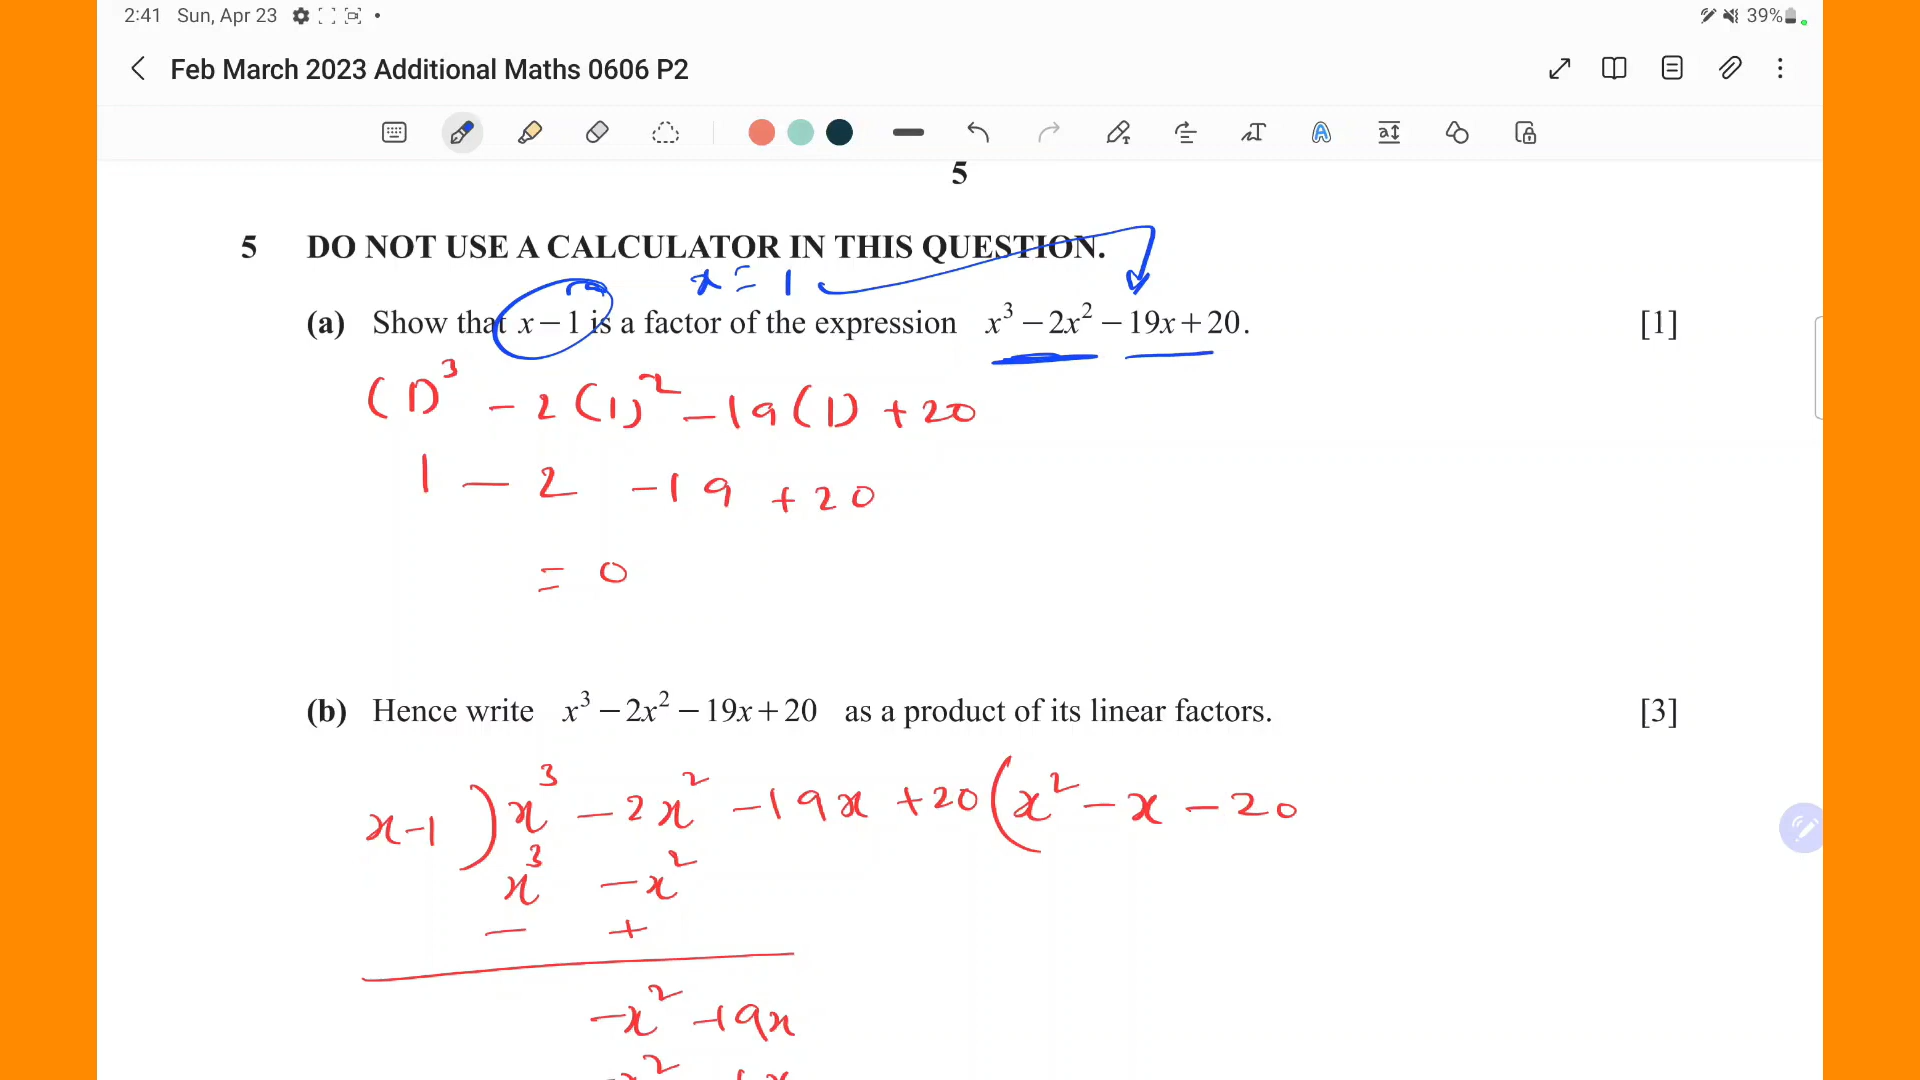 2:41 Sun, Apr 23 39%
Feb March 2023 Additional Maths 0606 P2
5
5 DO NOT USE A CALCULATOR IN THIS QUESTION.
x = 1
(a) Show that x − 1 is a factor of the expression x³ − 2x² − 19x + 20. [1]
(1)³ − 2(1)² − 19(1) + 20
1 − 2 − 19 + 20
= 0
(b) Hence write x³ − 2x² − 19x + 20 as a product of its linear factors. [3]
x−1 ) x³ − 2x² − 19x + 20 ( x² − x − 20
x³ − x²
− +
−x² −19x